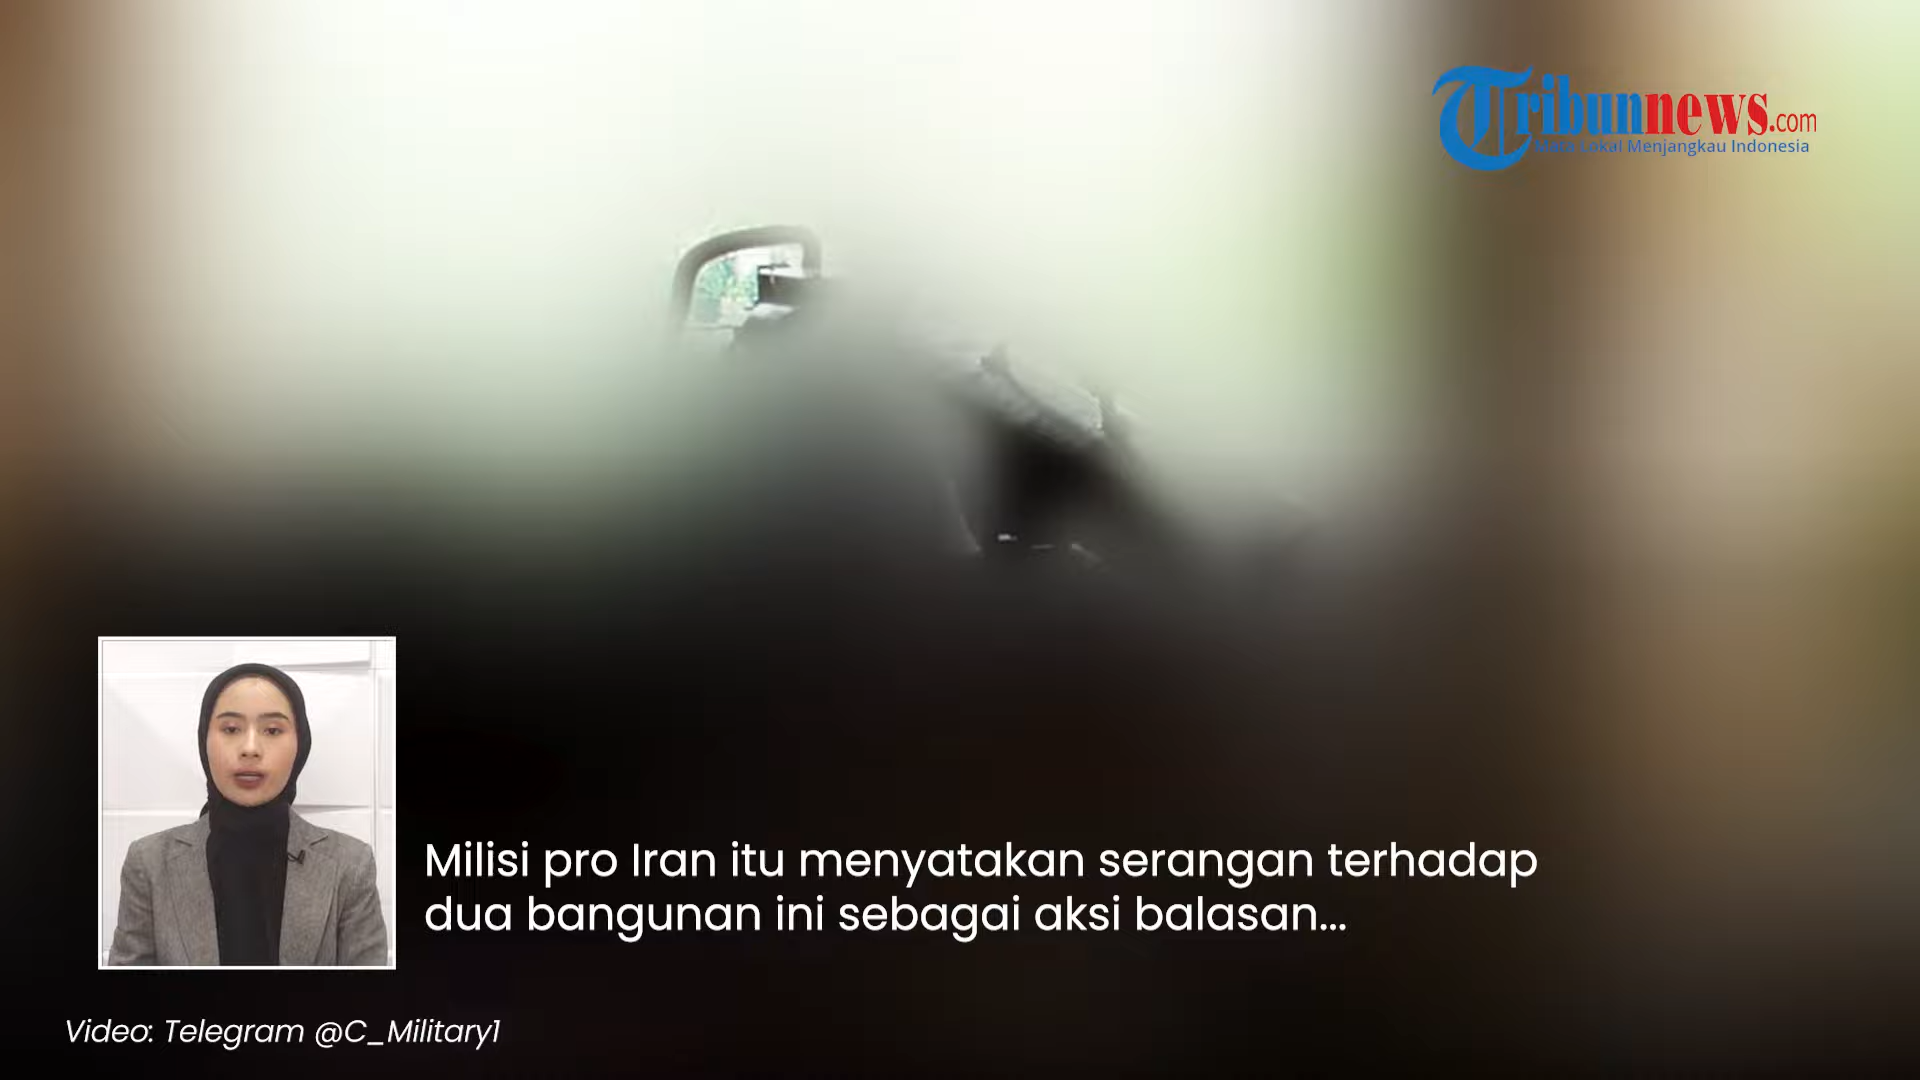 Tribunnews.com
Mata Lokal Menjangkau Indonesia
Milisi pro Iran itu menyatakan serangan terhadap
dua bangunan ini sebagai aksi balasan...
Video: Telegram @C_Military1